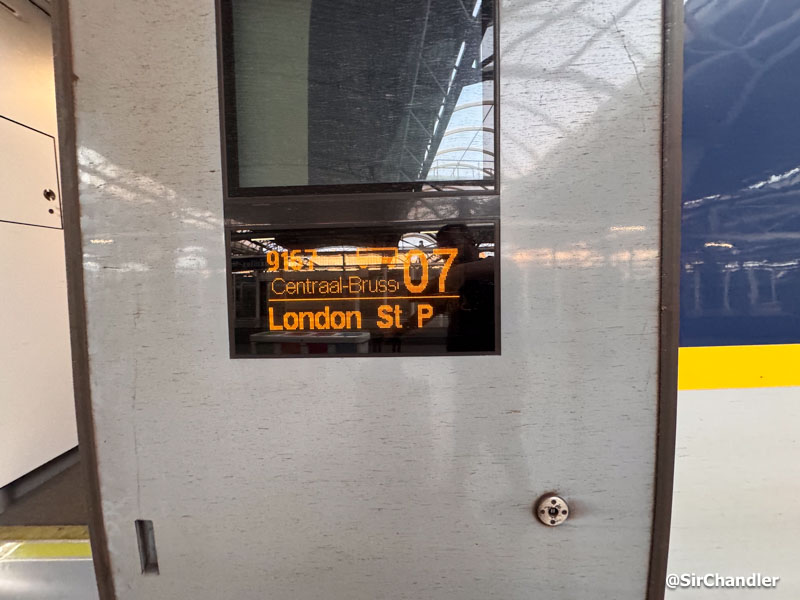 9157 07
Centraal-Bruss
London St P
@SirChandler